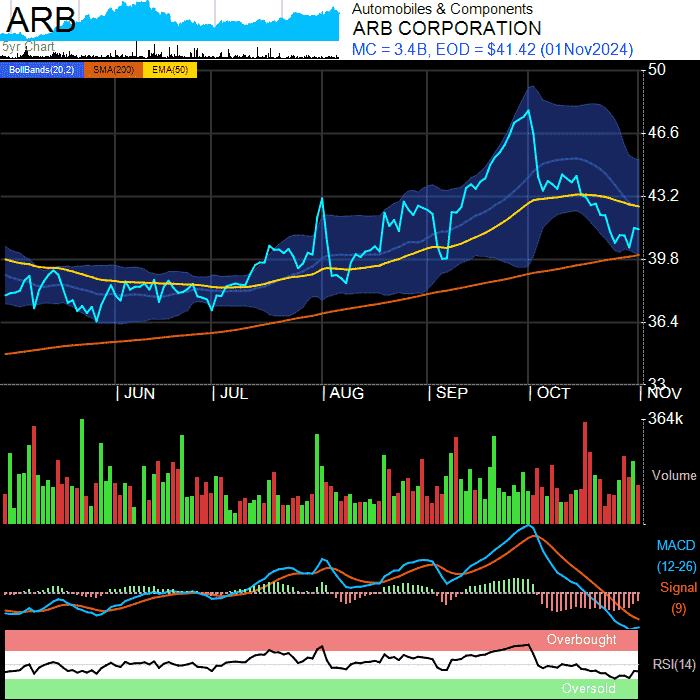 ARB
5yr Chart
Automobiles & Components
ARB CORPORATION
MC = 3.4B, EOD = $41.42 (01Nov2024)
BollBands(20,2) SMA(200) EMA(50)
50
46.6
43.2
39.8
36.4
33
JUN JUL AUG SEP OCT NOV
364k
Volume
MACD
(12-26)
Signal
(9)
Overbought
RSI(14)
Oversold